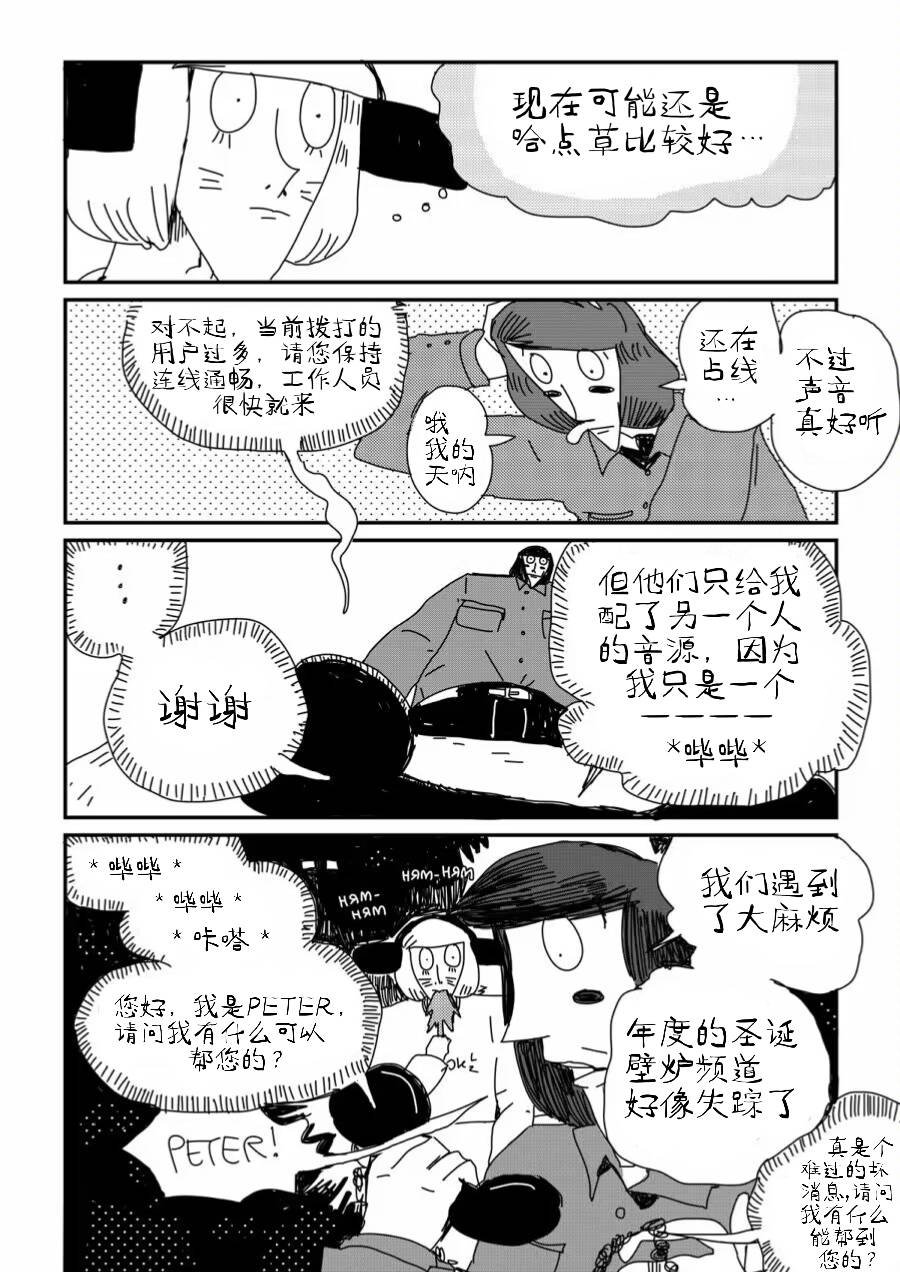 现在可能还是
哈点草比较好…
对不起，当前拨打的
用户过多，请您保持
连线通畅，工作人员
很快就来
哦
我的
天呐
还在
占线
…
不过
声音
真好听
…
谢谢
但他们只给我
配了另一个人
的音源，因为
我只是一个
————
*哔哔*
*哔哔*
*哔哔*
*咔嗒*
您好，我是PETER，
请问我有什么可以
帮您的？
PETER!
НЯМ-
НЯМ
НЯМ-НЯМ
我们遇到
了大麻烦
年度的圣诞
壁炉频道
好像失踪了
真是个
难过的坏
消息，请问
我有什么
能帮到
您的？